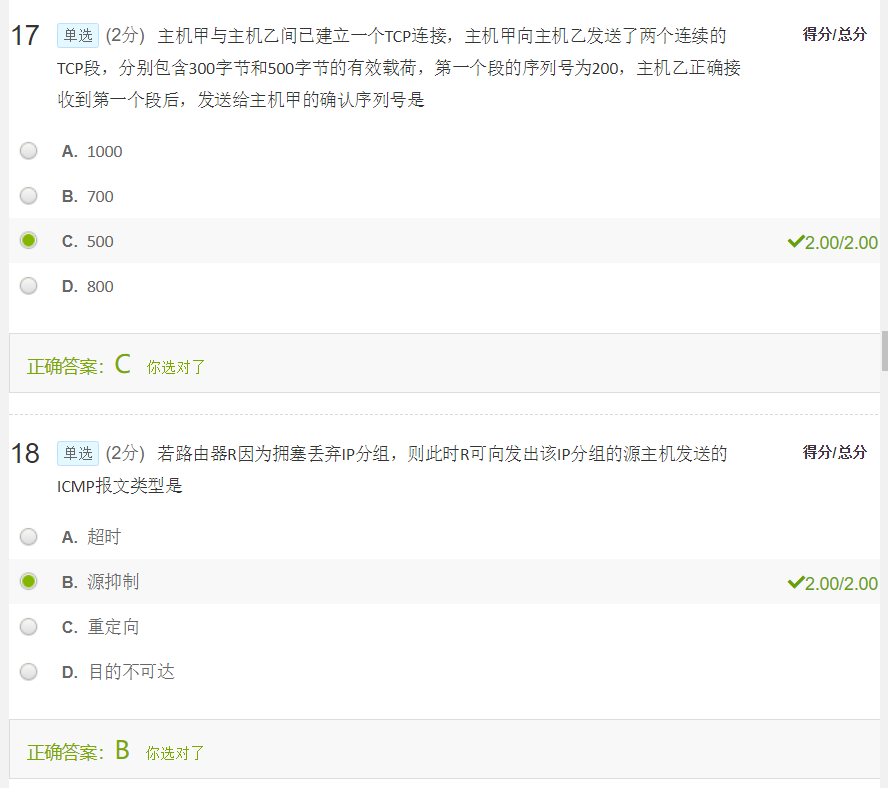 17 单选 (2分) 主机甲与主机乙间已建立一个TCP连接，主机甲向主机乙发送了两个连续的 得分/总分
TCP段，分别包含300字节和500字节的有效载荷，第一个段的序列号为200，主机乙正确接
收到第一个段后，发送给主机甲的确认序列号是
A. 1000
B. 700
C. 500 2.00/2.00
D. 800
正确答案：C 你选对了
18 单选 (2分) 若路由器R因为拥塞丢弃IP分组，则此时R可向发出该IP分组的源主机发送的 得分/总分
ICMP报文类型是
A. 超时
B. 源抑制 2.00/2.00
C. 重定向
D. 目的不可达
正确答案：B 你选对了